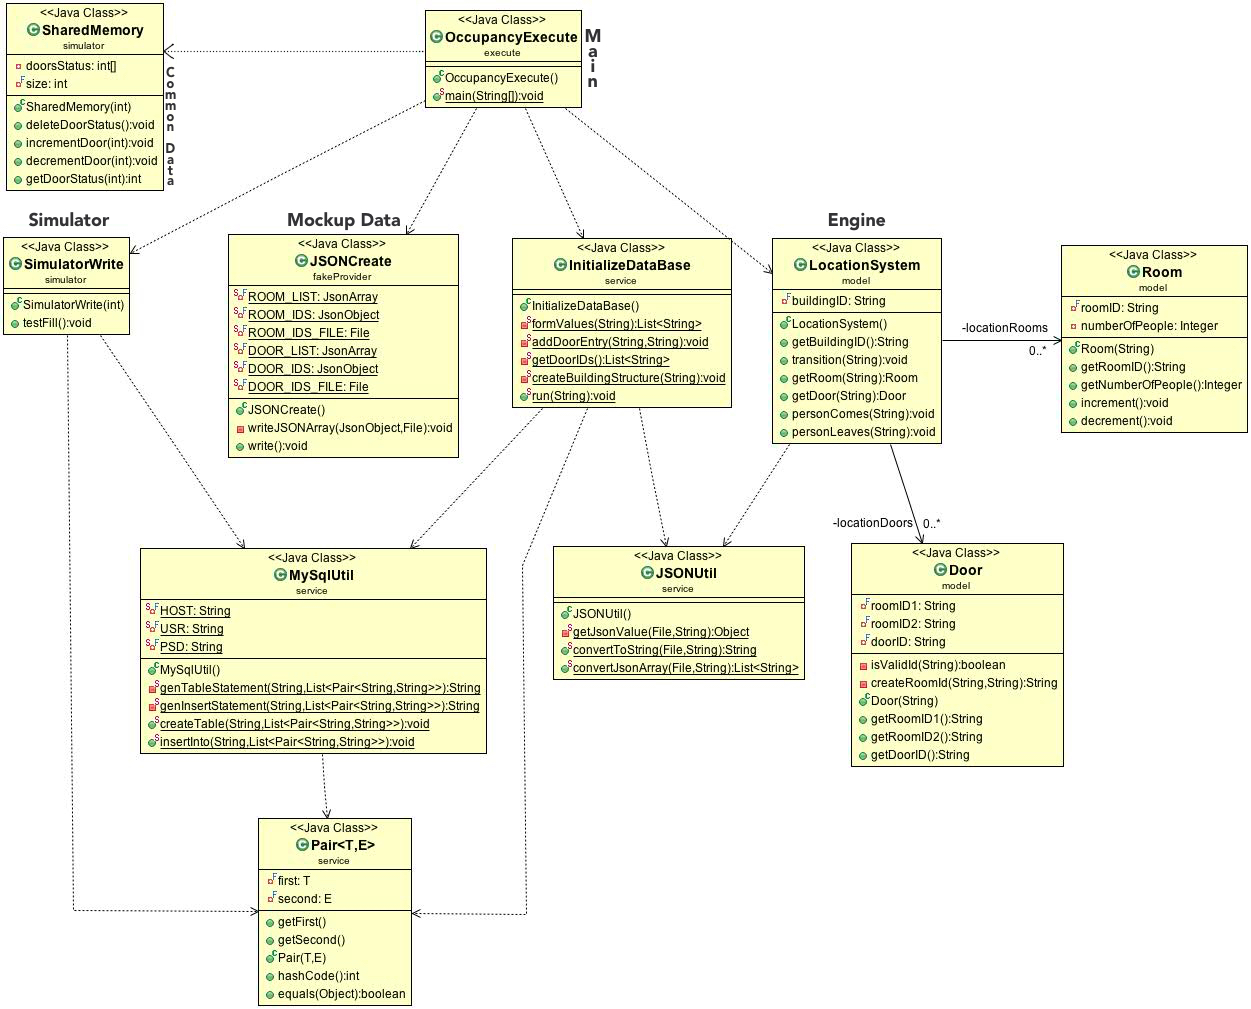 <<Java Class>>
SharedMemory
simulator
doorsStatus: int[]
size: int
SharedMemory(int)
deleteDoorStatus():void
incrementDoor(int):void
decrementDoor(int):void
getDoorStatus(int):int
Common Data
<<Java Class>>
OccupancyExecute
execute
OccupancyExecute()
main(String[]):void
Main
Simulator
<<Java Class>>
SimulatorWrite
simulator
SimulatorWrite(int)
testFill():void
Mockup Data
<<Java Class>>
JSONCreate
fakeProvider
ROOM_LIST: JsonArray
ROOM_IDS: JsonObject
ROOM_IDS_FILE: File
DOOR_LIST: JsonArray
DOOR_IDS: JsonObject
DOOR_IDS_FILE: File
JSONCreate()
writeJSONArray(JsonObject,File):void
write():void
<<Java Class>>
InitializeDataBase
service
InitializeDataBase()
formValues(String):List<String>
addDoorEntry(String,String):void
getDoorIDs():List<String>
createBuildingStructure(String):void
run(String):void
Engine
<<Java Class>>
LocationSystem
model
buildingID: String
LocationSystem()
getBuildingID():String
transition(String):void
getRoom(String):Room
getDoor(String):Door
personComes(String):void
personLeaves(String):void
-locationRooms
0..*
<<Java Class>>
Room
model
roomID: String
numberOfPeople: Integer
Room(String)
getRoomID():String
getNumberOfPeople():Integer
increment():void
decrement():void
<<Java Class>>
MySqlUtil
service
HOST: String
USR: String
PSD: String
MySqlUtil()
genTableStatement(String,List<Pair<String,String>>):String
genInsertStatement(String,List<Pair<String,String>>):String
createTable(String,List<Pair<String,String>>):void
insertInto(String,List<Pair<String,String>>):void
<<Java Class>>
JSONUtil
service
JSONUtil()
getJsonValue(File,String):Object
convertToString(File,String):String
convertJsonArray(File,String):List<String>
-locationDoors 0..*
<<Java Class>>
Door
model
roomID1: String
roomID2: String
doorID: String
isValidId(String):boolean
createRoomId(String,String):String
Door(String)
getRoomID1():String
getRoomID2():String
getDoorID():String
<<Java Class>>
Pair<T,E>
service
first: T
second: E
getFirst()
getSecond()
Pair(T,E)
hashCode():int
equals(Object):boolean